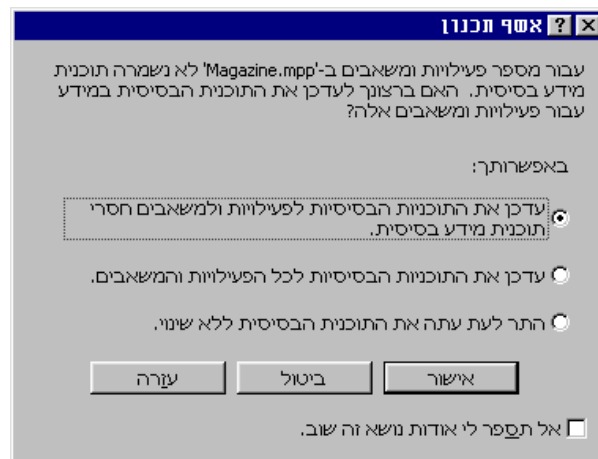 אשף תכנון
עבור מספר פעילויות ומשאבים ב-'Magazine.mpp' לא נשמרה תוכנית
מידע בסיסית. האם ברצונך לעדכן את התוכנית הבסיסית במידע
עבור פעילויות ומשאבים אלה?
באפשרותך:
עדכן את התוכניות הבסיסיות לפעילויות ולמשאבים חסרי
תוכנית מידע בסיסית.
עדכן את התוכניות הבסיסיות לכל הפעילויות והמשאבים.
התר לעת עתה את התוכנית הבסיסית ללא שינוי.
אישור ביטול עזרה
אל תספר לי אודות נושא זה שוב.